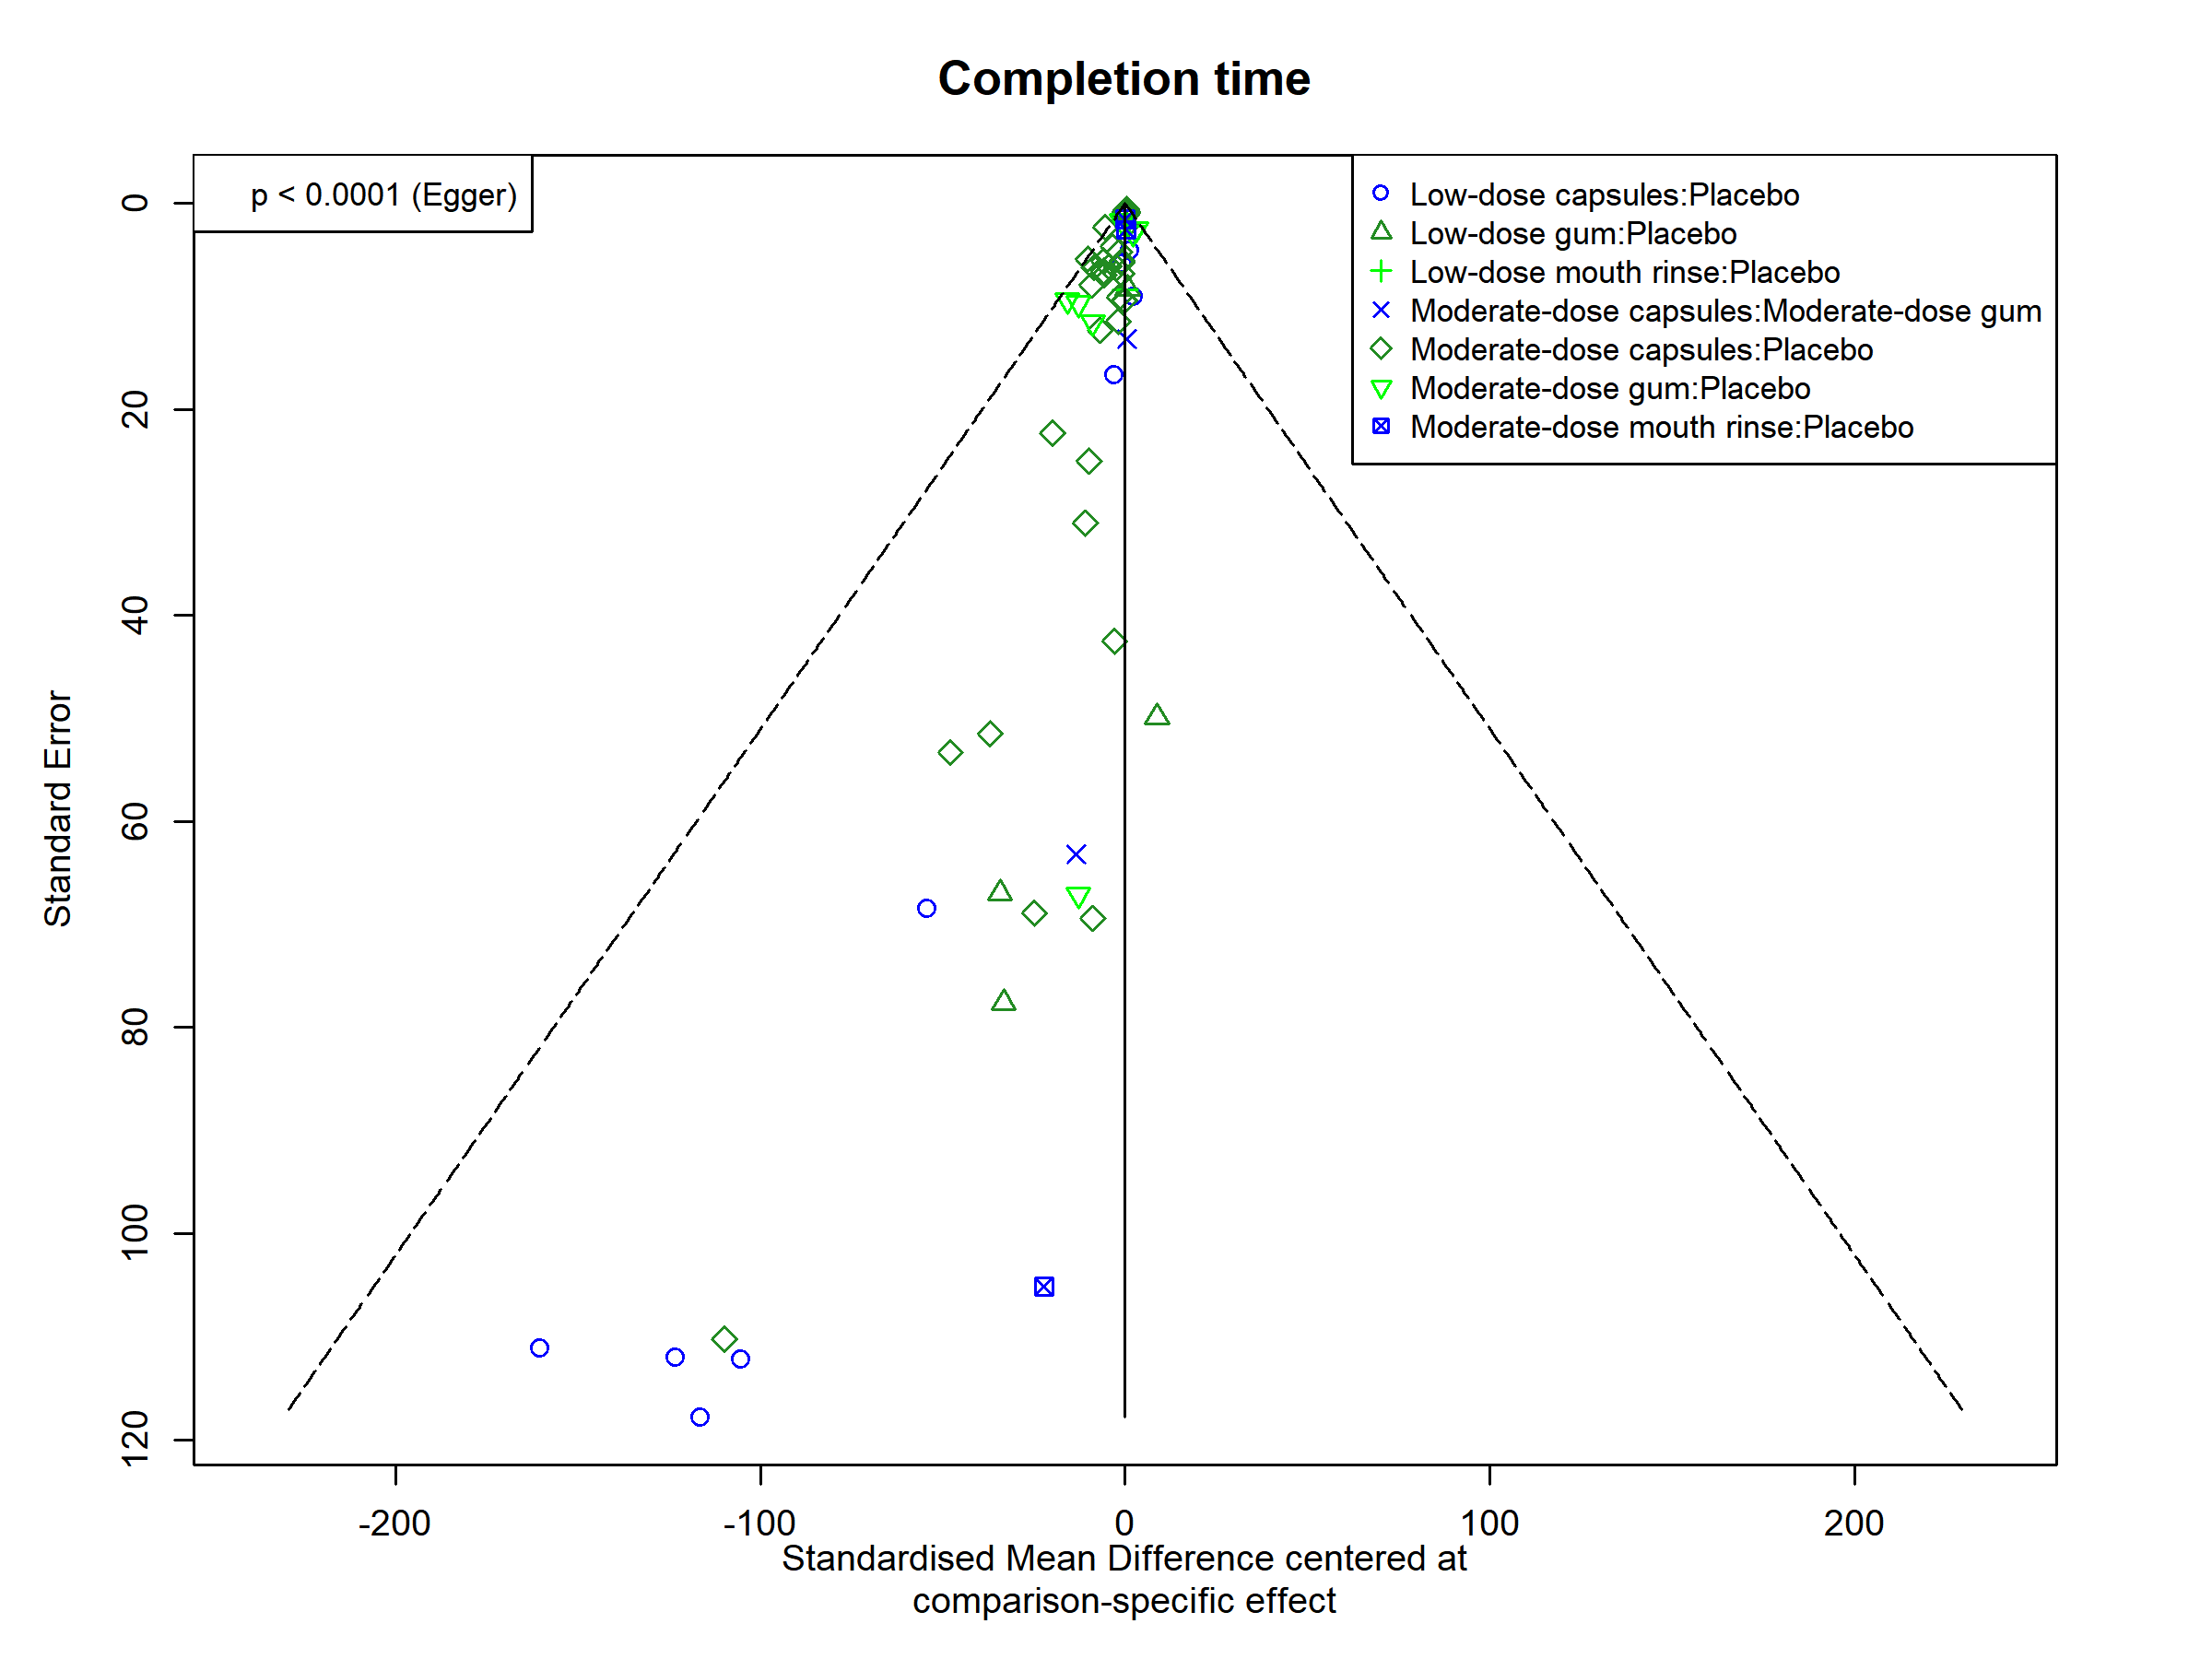 Completion time
p < 0.0001 (Egger)
Low-dose capsules:Placebo
Low-dose gum:Placebo
Low-dose mouth rinse:Placebo
Moderate-dose capsules:Moderate-dose gum
Moderate-dose capsules:Placebo
Moderate-dose gum:Placebo
Moderate-dose mouth rinse:Placebo
Standard Error
0
20
40
60
80
100
120
-200 -100 0 100 200
Standardised Mean Difference centered at
comparison-specific effect